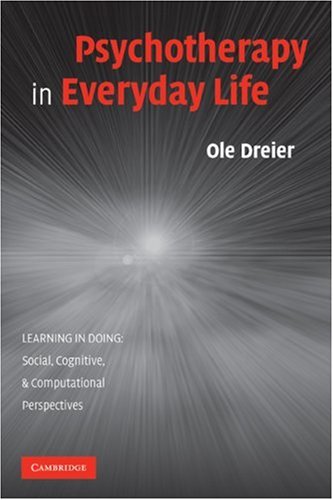 Psychotherapy
in Everyday Life
Ole Dreier
LEARNING IN DOING:
Social, Cognitive,
& Computational
Perspectives
CAMBRIDGE